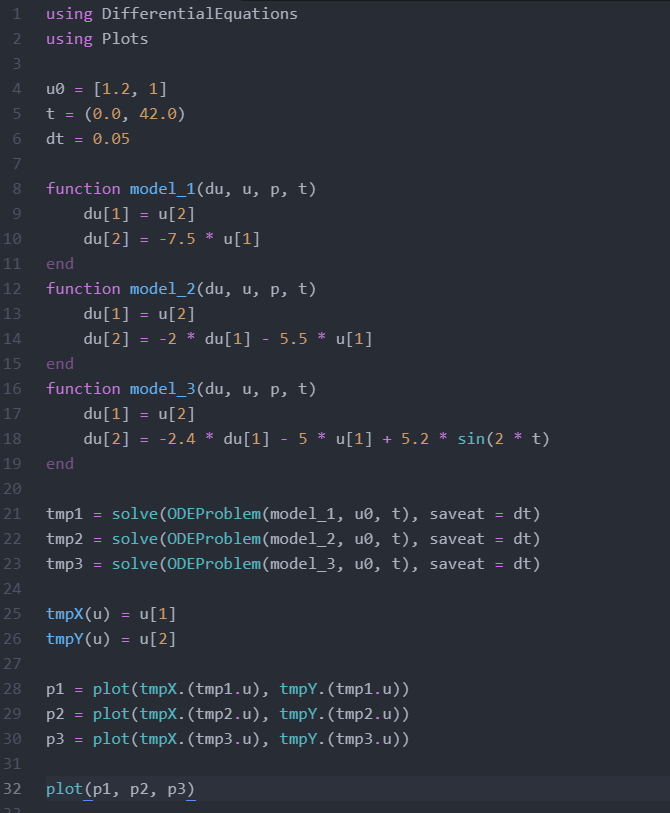 1 using DifferentialEquations
2 using Plots
3
4 u0 = [1.2, 1]
5 t = (0.0, 42.0)
6 dt = 0.05
7
8 function model_1(du, u, p, t)
9     du[1] = u[2]
10     du[2] = -7.5 * u[1]
11 end
12 function model_2(du, u, p, t)
13     du[1] = u[2]
14     du[2] = -2 * du[1] - 5.5 * u[1]
15 end
16 function model_3(du, u, p, t)
17     du[1] = u[2]
18     du[2] = -2.4 * du[1] - 5 * u[1] + 5.2 * sin(2 * t)
19 end
20
21 tmp1 = solve(ODEProblem(model_1, u0, t), saveat = dt)
22 tmp2 = solve(ODEProblem(model_2, u0, t), saveat = dt)
23 tmp3 = solve(ODEProblem(model_3, u0, t), saveat = dt)
24
25 tmpX(u) = u[1]
26 tmpY(u) = u[2]
27
28 p1 = plot(tmpX.(tmp1.u), tmpY.(tmp1.u))
29 p2 = plot(tmpX.(tmp2.u), tmpY.(tmp2.u))
30 p3 = plot(tmpX.(tmp3.u), tmpY.(tmp3.u))
31
32 plot(p1, p2, p3)